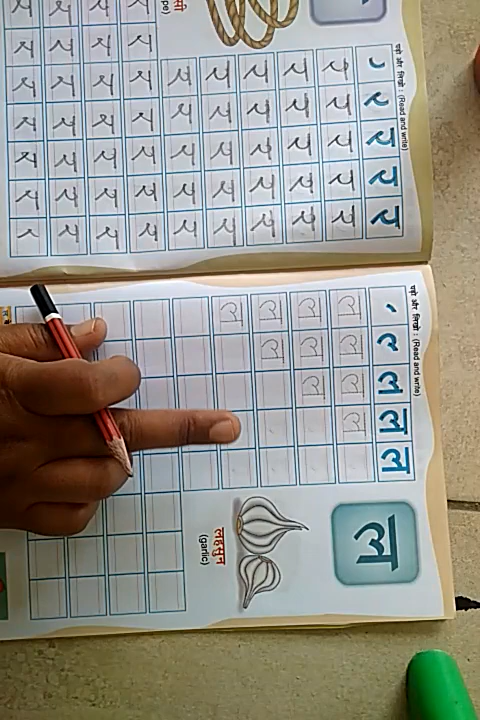 पढ़ो और लिखो : (Read and write)
र र र
र र र र र
र र र र र
र र र र र
र र र र र
र र र र र
र र र र र र
र र र र र र र
र र र र र र र
र र र र र र र
ल
पढ़ो और लिखो : (Read and write)
ल ल ल
ल ल ल ल
ल ल ल
ल ल
ल
लहसुन
(garlic)